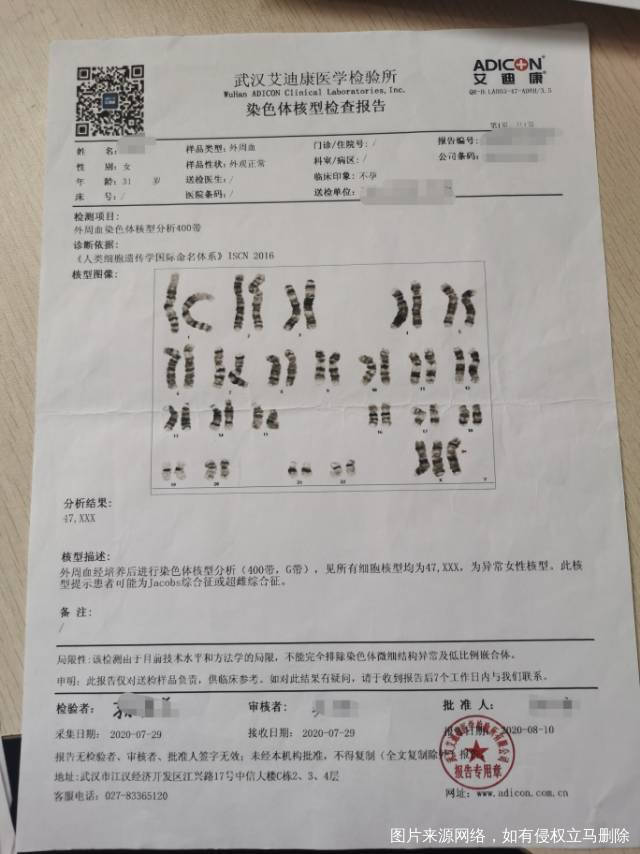 武汉艾迪康医学检验所
WuHan ADICON Clinical Laboratories,Inc.
染色体核型检查报告
ADICON
艾迪康
姓 名:
样品类型:外周血
门诊/住院号:/
报告编号:
性 别:女
样品性状:外观正常
科室/病区:/
公司条码:
年 龄:31 岁
送检医生:/
临床印象:不孕
床 号:/
医院条码:/
送检单位:
检测项目:
外周血染色体核型分析400带
诊断依据:
《人类细胞遗传学国际命名体系》ISCN 2016
核型图像:
分析结果:
47,XXX
核型描述:
外周血经培养后进行染色体核型分析(400带,G带),见所有细胞核型均为47,XXX,为异常女性核型。此核
型提示患者可能为Jacobs综合征或超雌综合征。
备 注:
/
局限性:该检测由于目前技术水平和方法学的局限,不能完全排除染色体微细结构异常及低比例嵌合体。
申明:此报告仅对送检样品负责,供临床参考。如对此结果有疑问,请于收到报告后7个工作日内与我们联系。
检验者:
审核者:
批 准 人:
采集日期: 2020-07-29
接收日期: 2020-07-29
2020-08-10
报告无检验者、审核者、批准人签字无效;未经本机构批准,不得复制(全文复制除外)报
报告专用章
地址:武汉市江汉经济开发区江兴路17号中信人楼C栋2、3、4层
客服电话:027-83365120
网址:www.adicon.com.cn
图片来源网络,如有侵权立马删除